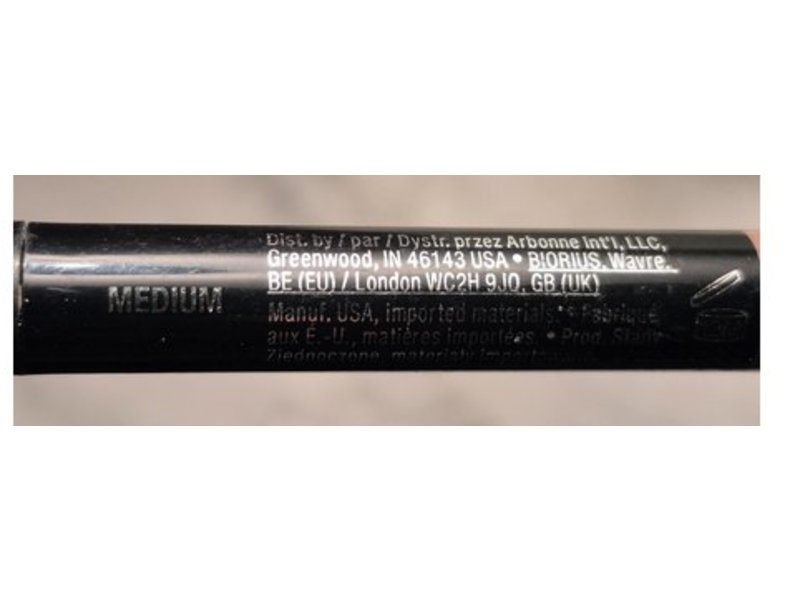 MEDIUM
Dist. by / par / Dystr. przez Arbonne Int'l, LLC,
Greenwood, IN 46143 USA • BIORIUS, Wavre,
BE (EU) / London WC2H 9JQ, GB (UK)
Manuf. USA, imported materials • Fabriqué
aux É.-U., matières importées. • Prod. Stany
Zjednoczone, materiały